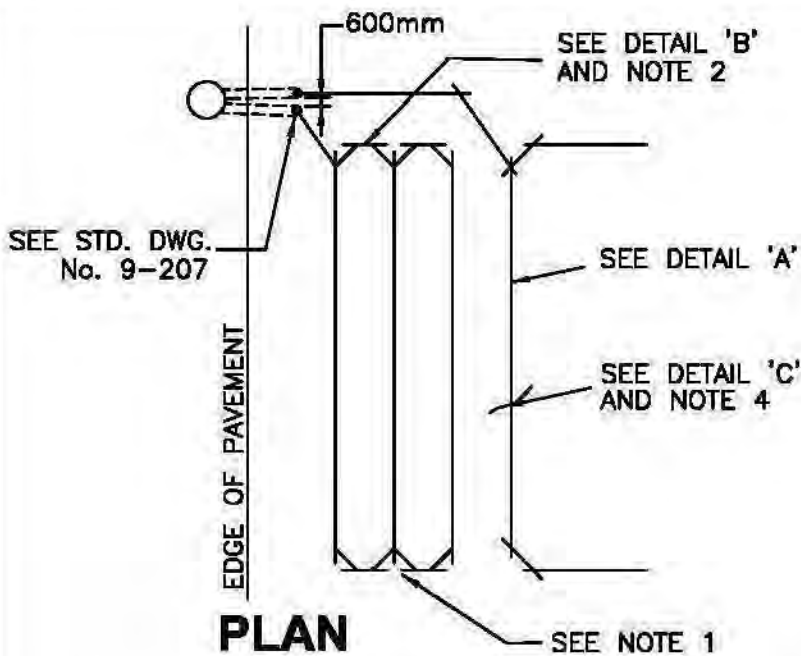 600mm
SEE DETAIL 'B'
AND NOTE 2
SEE STD. DWG.
No. 9-207
SEE DETAIL 'A'
SEE DETAIL 'C'
AND NOTE 4
EDGE OF PAVEMENT
PLAN
SEE NOTE 1